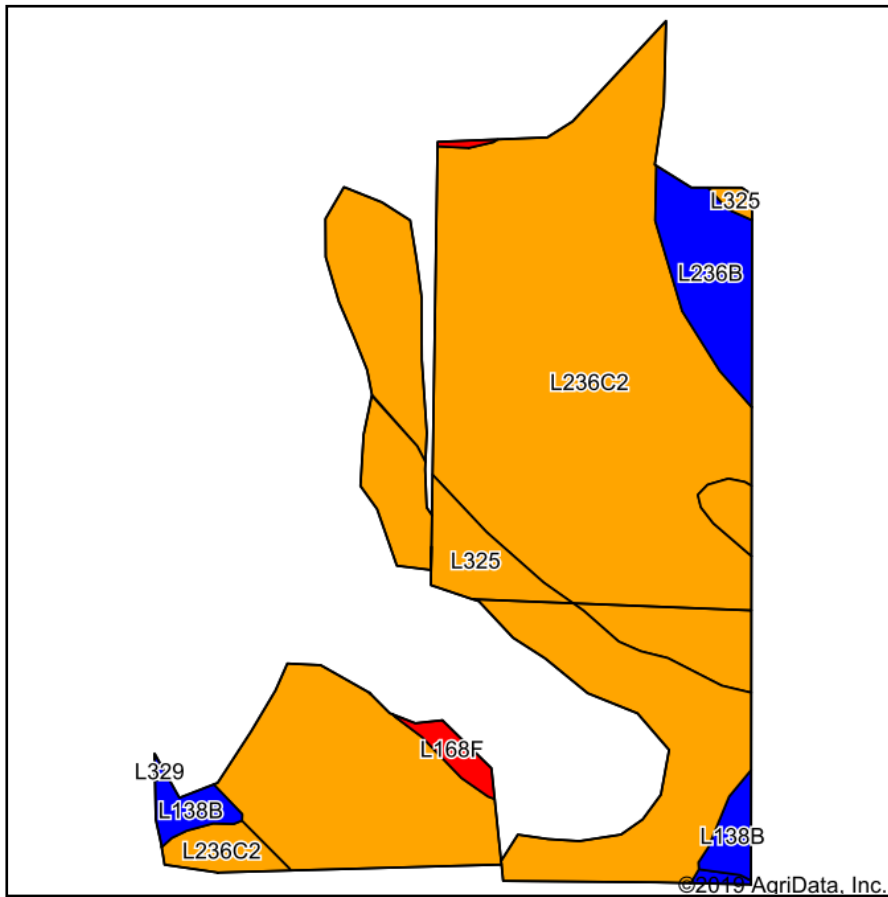 L325
L236B
L236C2
L325
L168F
L329
L138B
L138B
L236C2
©2019 AgriData, Inc.